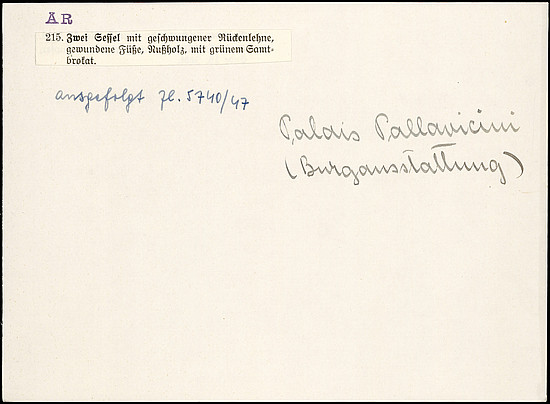 AR
215. Zwei Sessel mit geschwungener Rückenlehne,
gewundene Füße, Nußholz, mit grünem Samt-
brokat.
ausgefolgt Zl. 5740/47
Palais Pallavicini
(Burgausstattung)